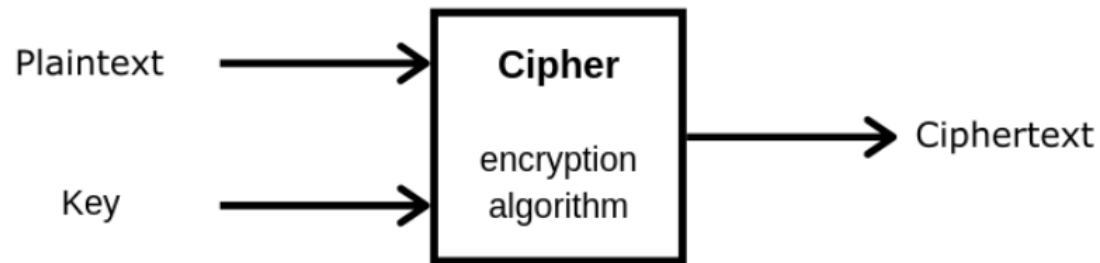 Plaintext
Key
Cipher
encryption
algorithm
Ciphertext